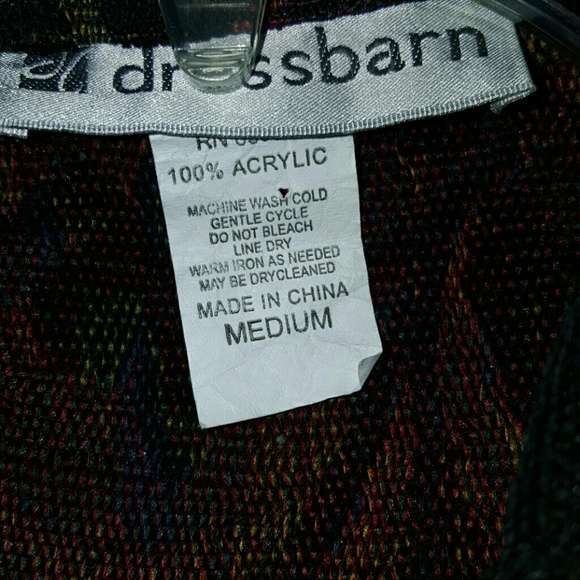 dressbarn
RN
100% ACRYLIC
MACHINE WASH COLD
GENTLE CYCLE
DO NOT BLEACH
LINE DRY
WARM IRON AS NEEDED
MAY BE DRYCLEANED
MADE IN CHINA
MEDIUM